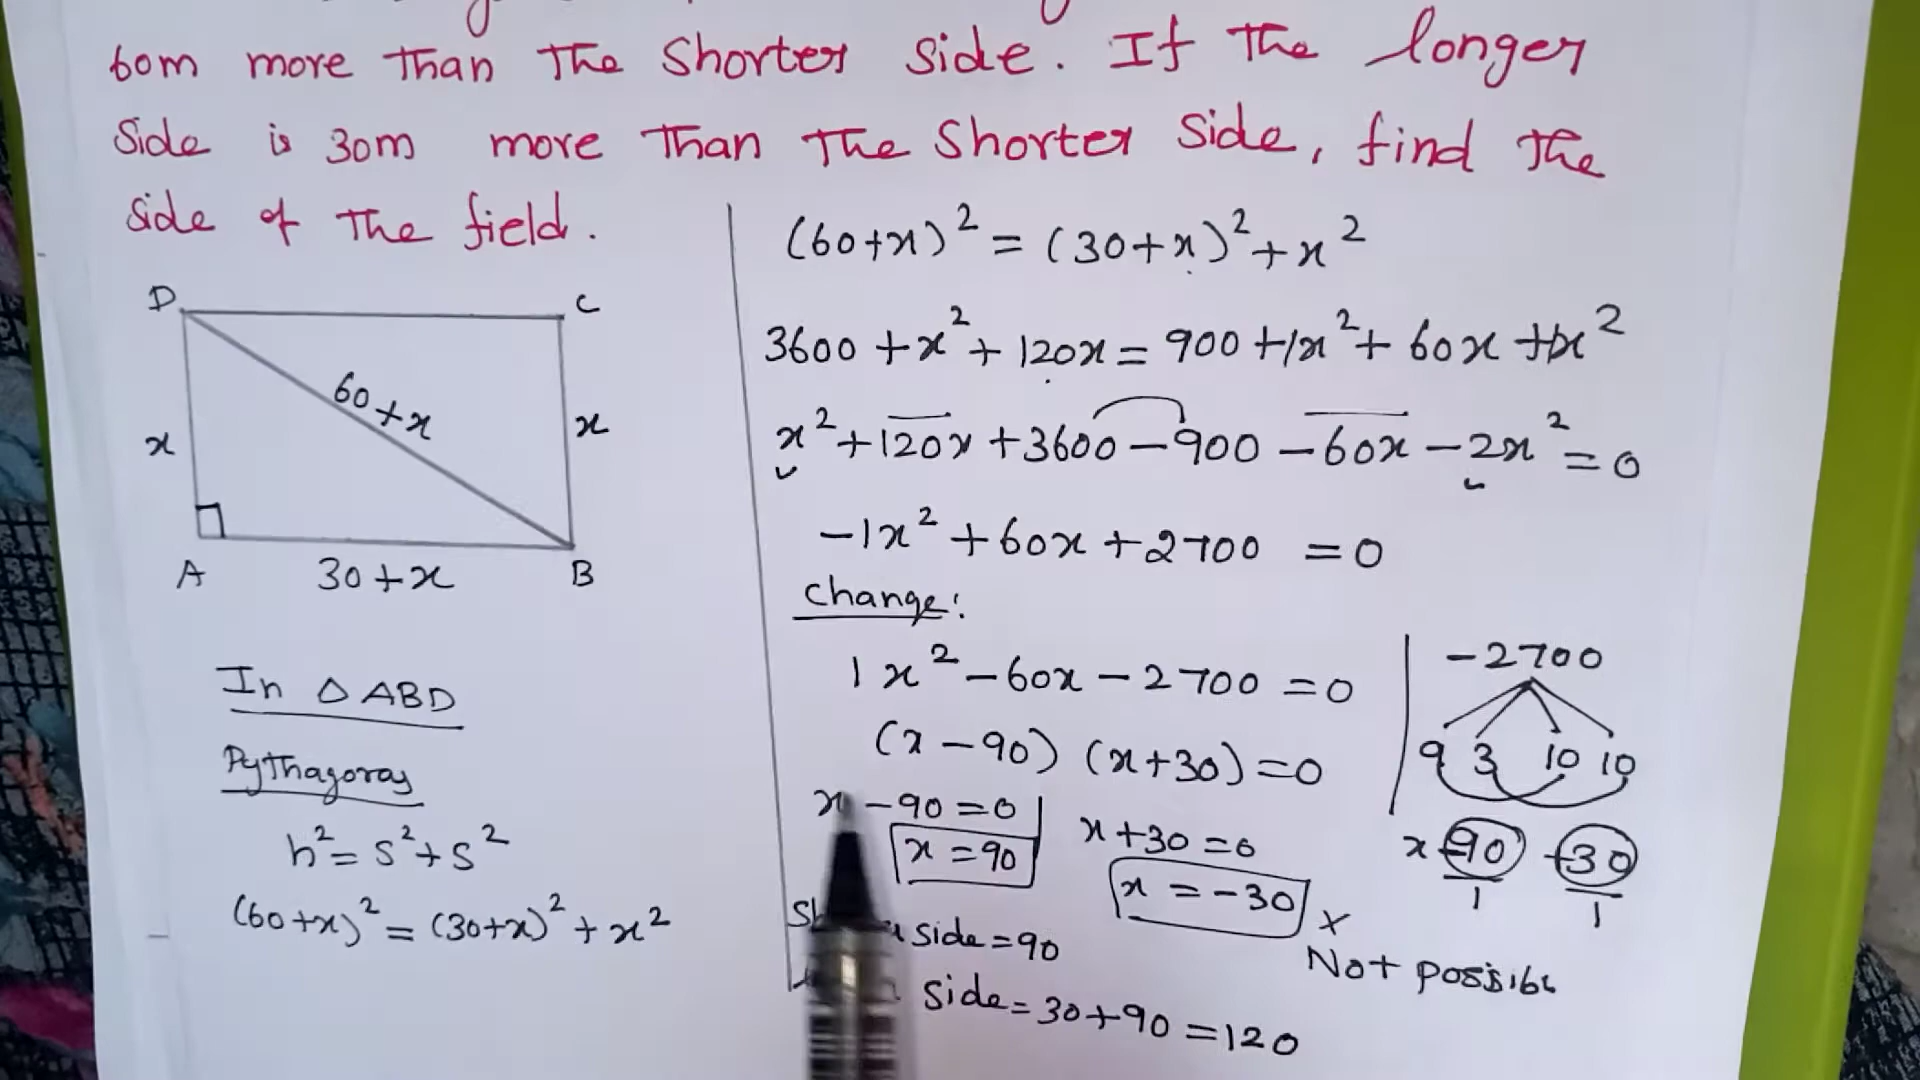 60m more than the shorter side. If the longer
side is 30m more than the shorter side, find the
side of the field.
D C
60+x
x x
A 30+x B
In △ ABD
Pythagoras
h²= s²+s²
(60+x)² = (30+x)² + x²
(60+x)² = (30+x)² + x²
3600 + x² + 120x = 900 + 1x² + 60x + 1x²
x² + 120x + 3600 - 900 - 60x - 2x² = 0
-1x² + 60x + 2700 = 0
Change:
1x² - 60x - 2700 = 0
(x - 90) (x+30) = 0
x - 90 = 0
x = 90
x + 30 = 0
x = -30 ×
Not possible
side = 90
side = 30+90 = 120
-2700
9 3 10 10
x -90 +30
1 1